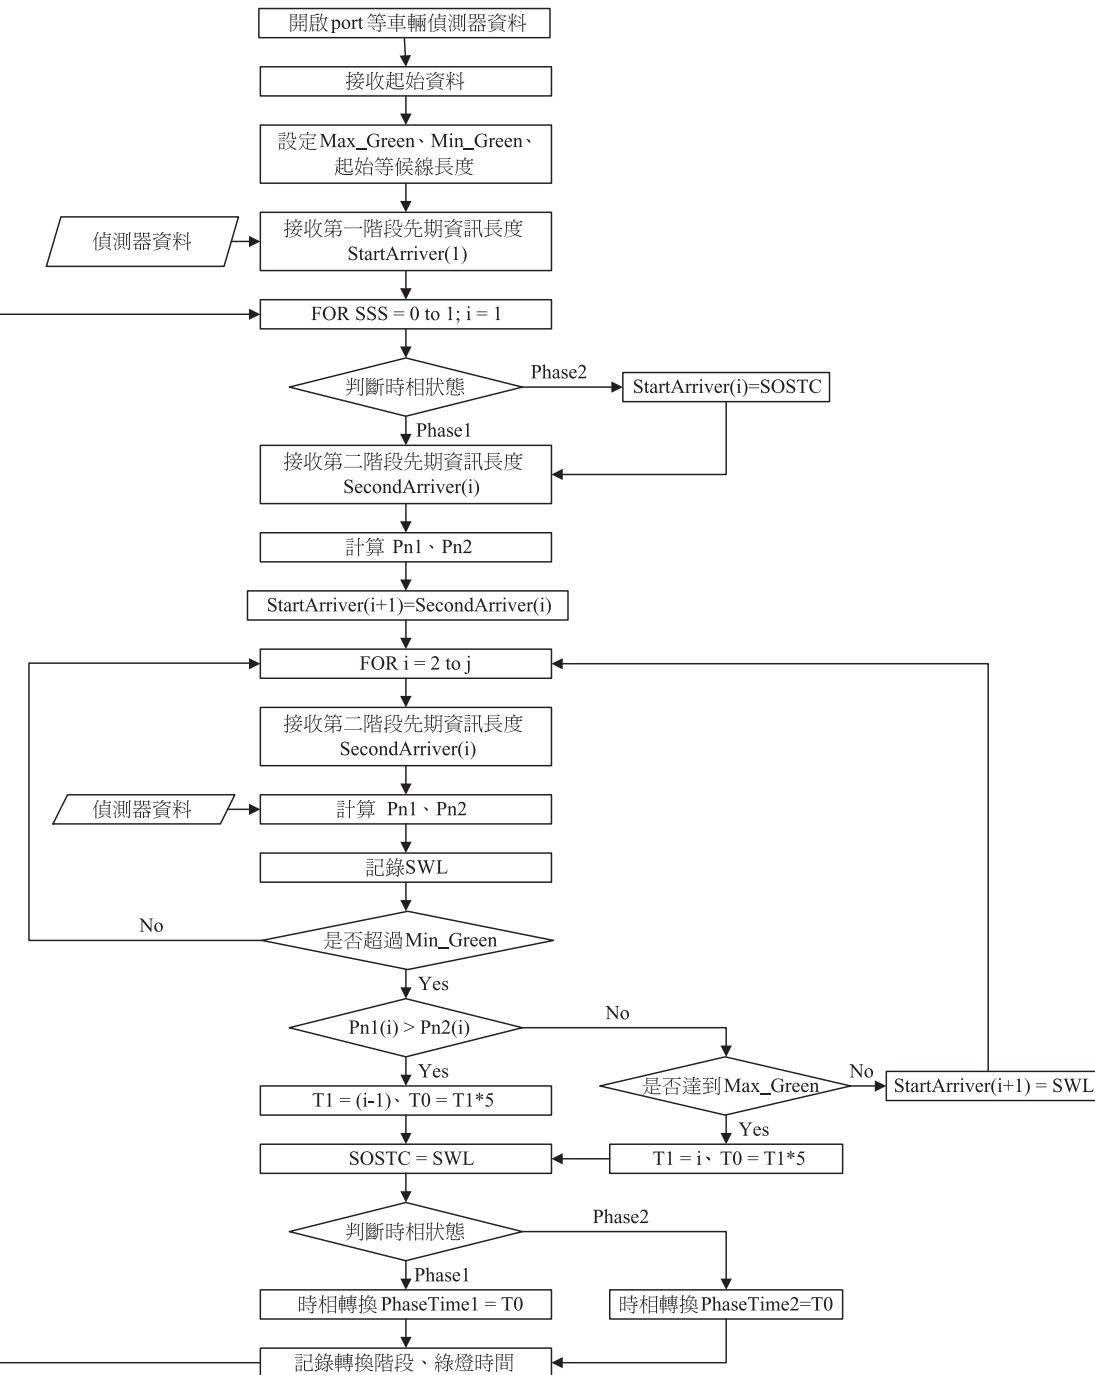 開啟port等車輛偵測器資料
接收起始資料
設定Max_Green、Min_Green、
起始等候線長度
偵測器資料
接收第一階段先期資訊長度
StartArriver(1)
FOR SSS = 0 to 1; i = 1
判斷時相狀態
Phase2
StartArriver(i)=SOSTC
Phase1
接收第二階段先期資訊長度
SecondArriver(i)
計算 Pn1、Pn2
StartArriver(i+1)=SecondArriver(i)
FOR i = 2 to j
接收第二階段先期資訊長度
SecondArriver(i)
偵測器資料
計算 Pn1、Pn2
記錄SWL
No
是否超過Min_Green
Yes
Pn1(i) > Pn2(i)
No
Yes
是否達到Max_Green
No
StartArriver(i+1) = SWL
T1 = (i-1)、T0 = T1*5
Yes
SOSTC = SWL
T1 = i、T0 = T1*5
判斷時相狀態
Phase2
Phase1
時相轉換PhaseTime1 = T0
時相轉換PhaseTime2=T0
記錄轉換階段、綠燈時間